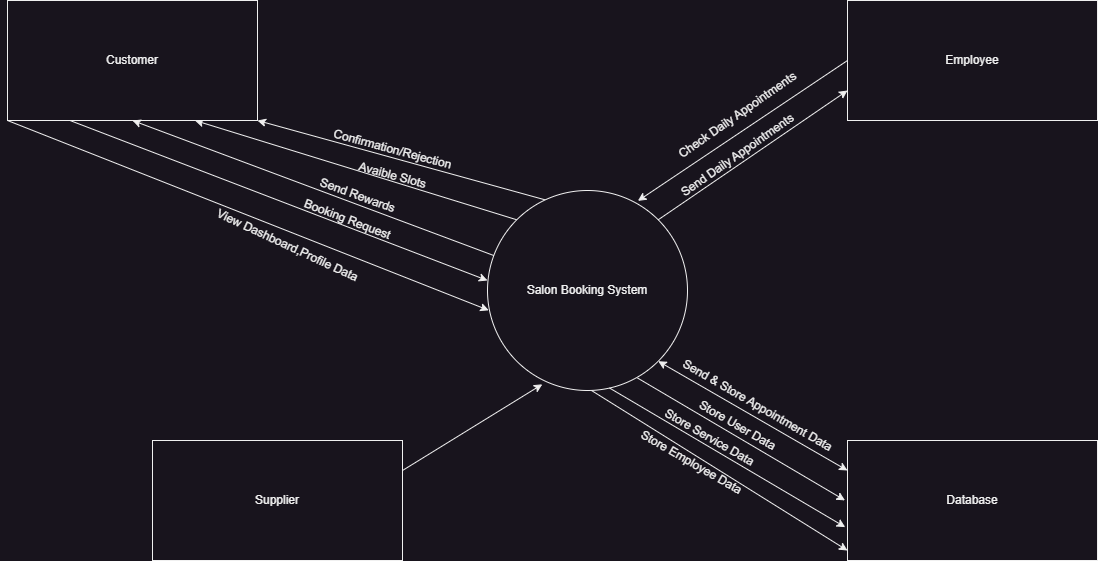 Customer
Employee
Confirmation/Rejection
Avaible Slots
Send Rewards
Booking Request
View Dashboard,Profile Data
Check Daily Appointments
Send Daily Appointments
Salon Booking System
Send & Store Appointment Data
Store User Data
Store Service Data
Store Employee Data
Supplier
Database